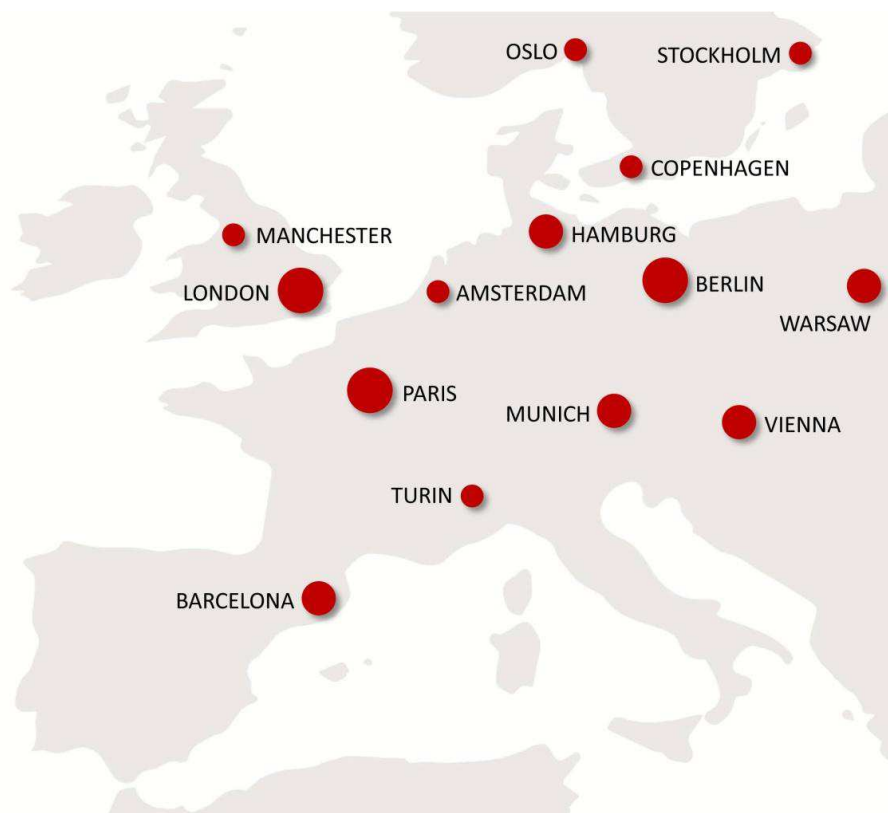 OSLO
STOCKHOLM
COPENHAGEN
MANCHESTER
HAMBURG
LONDON
AMSTERDAM
BERLIN
WARSAW
PARIS
MUNICH
VIENNA
TURIN
BARCELONA